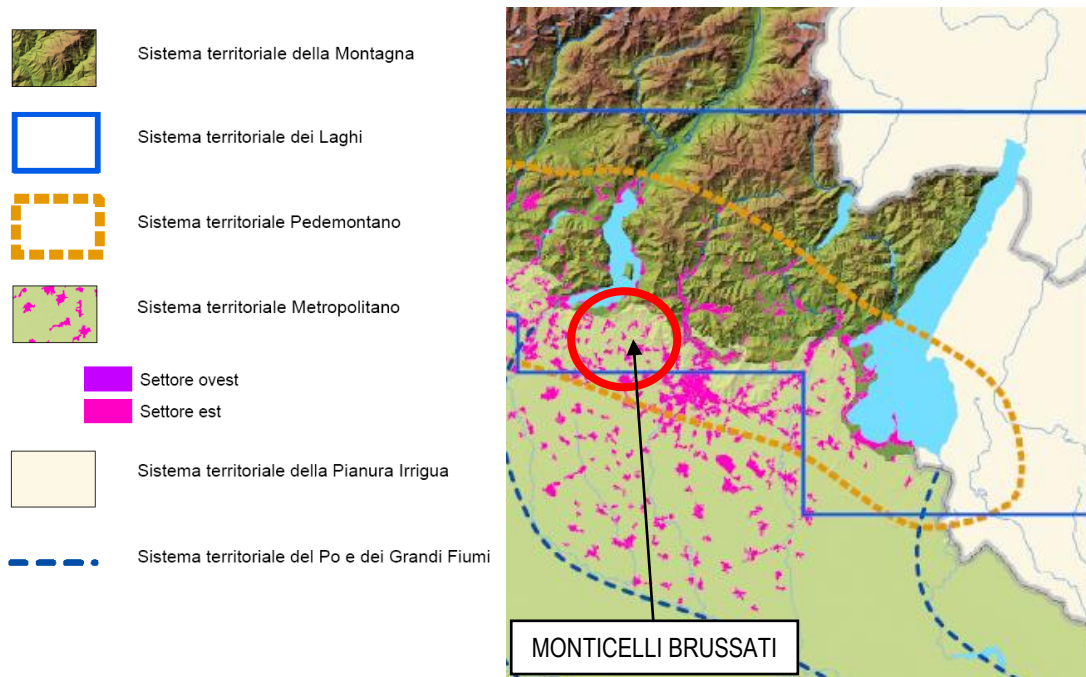 Sistema territoriale della Montagna
Sistema territoriale dei Laghi
Sistema territoriale Pedemontano
Sistema territoriale Metropolitano
Settore ovest
Settore est
Sistema territoriale della Pianura Irrigua
Sistema territoriale del Po e dei Grandi Fiumi
MONTICELLI BRUSSATI